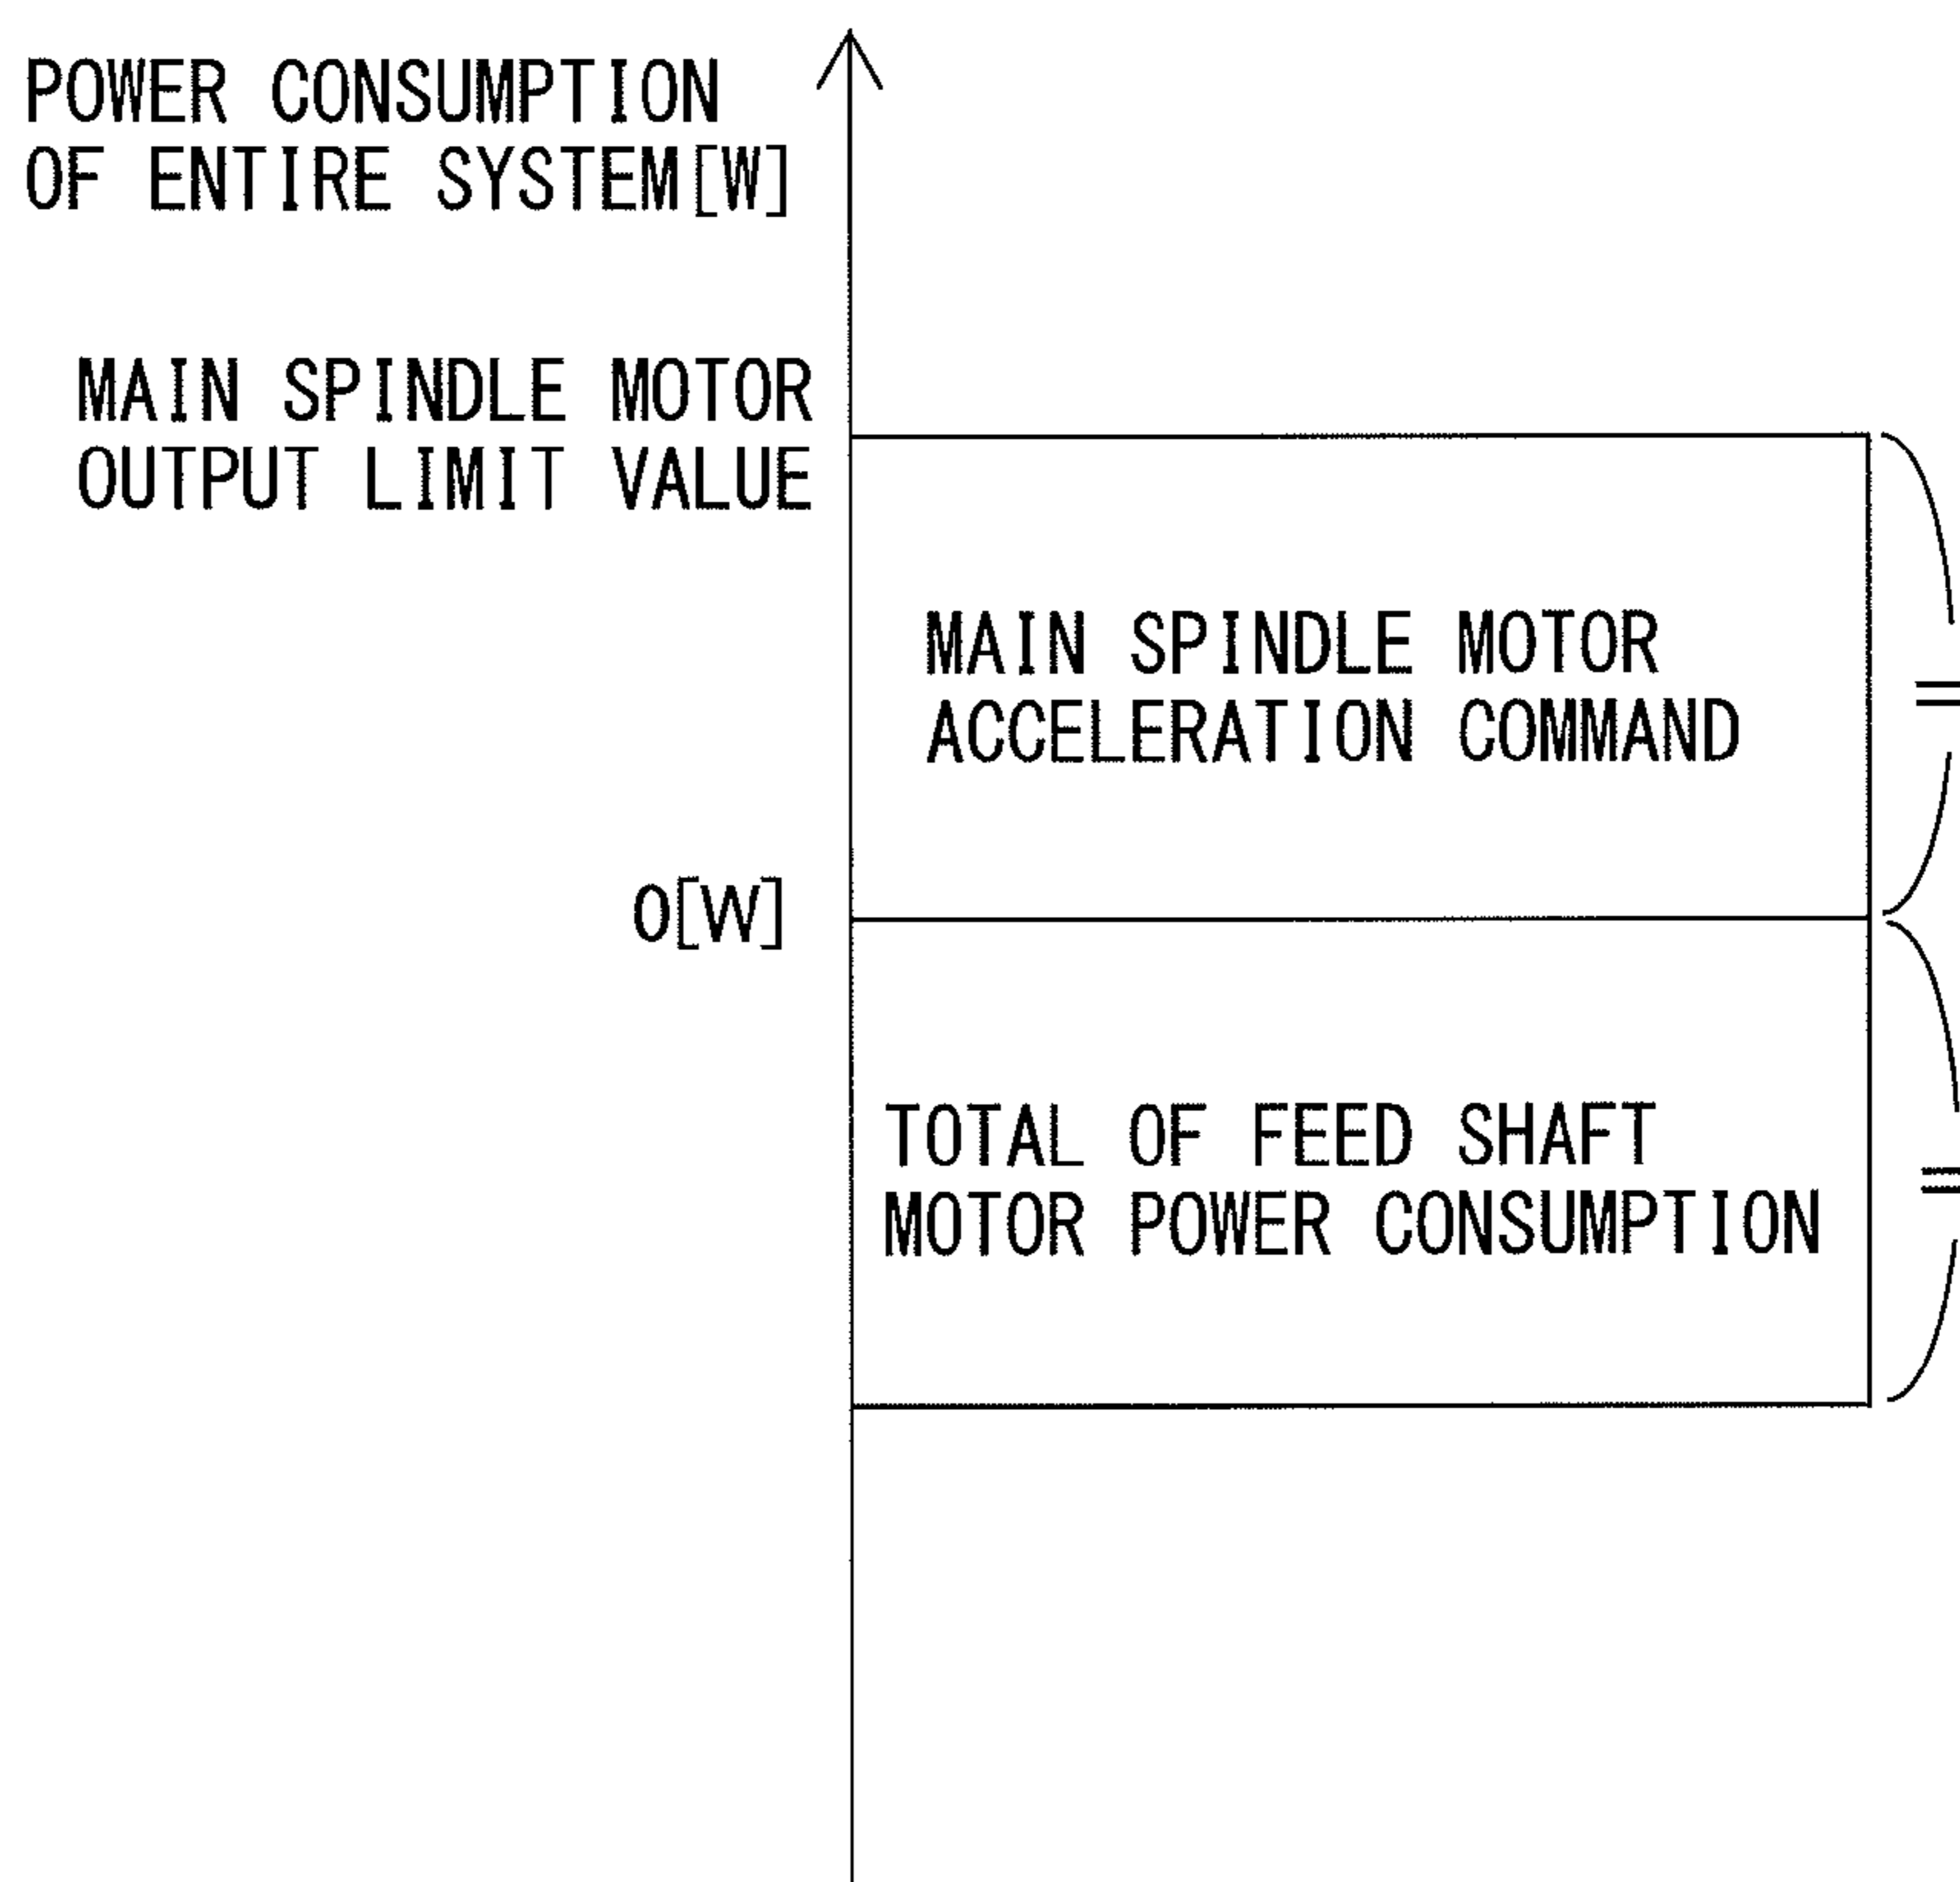 POWER CONSUMPTION
OF ENTIRE SYSTEM[W]
MAIN SPINDLE MOTOR
OUTPUT LIMIT VALUE
MAIN SPINDLE MOTOR
ACCELERATION COMMAND
0[W]
TOTAL OF FEED SHAFT
MOTOR POWER CONSUMPTION